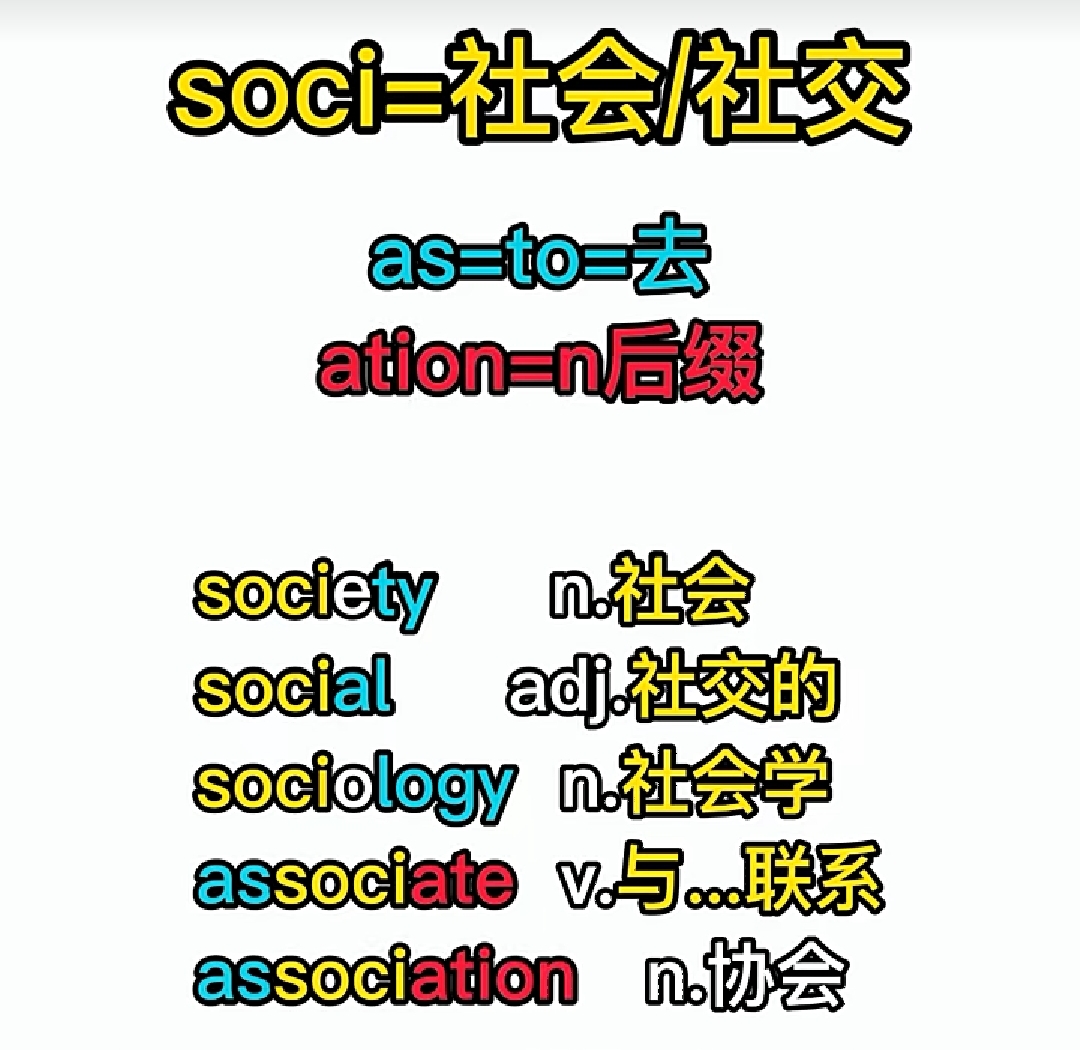 soci=社会/社交
as=to=去
ation=n后缀
society n.社会
social adj.社交的
sociology n.社会学
associate v.与...联系
association n.协会